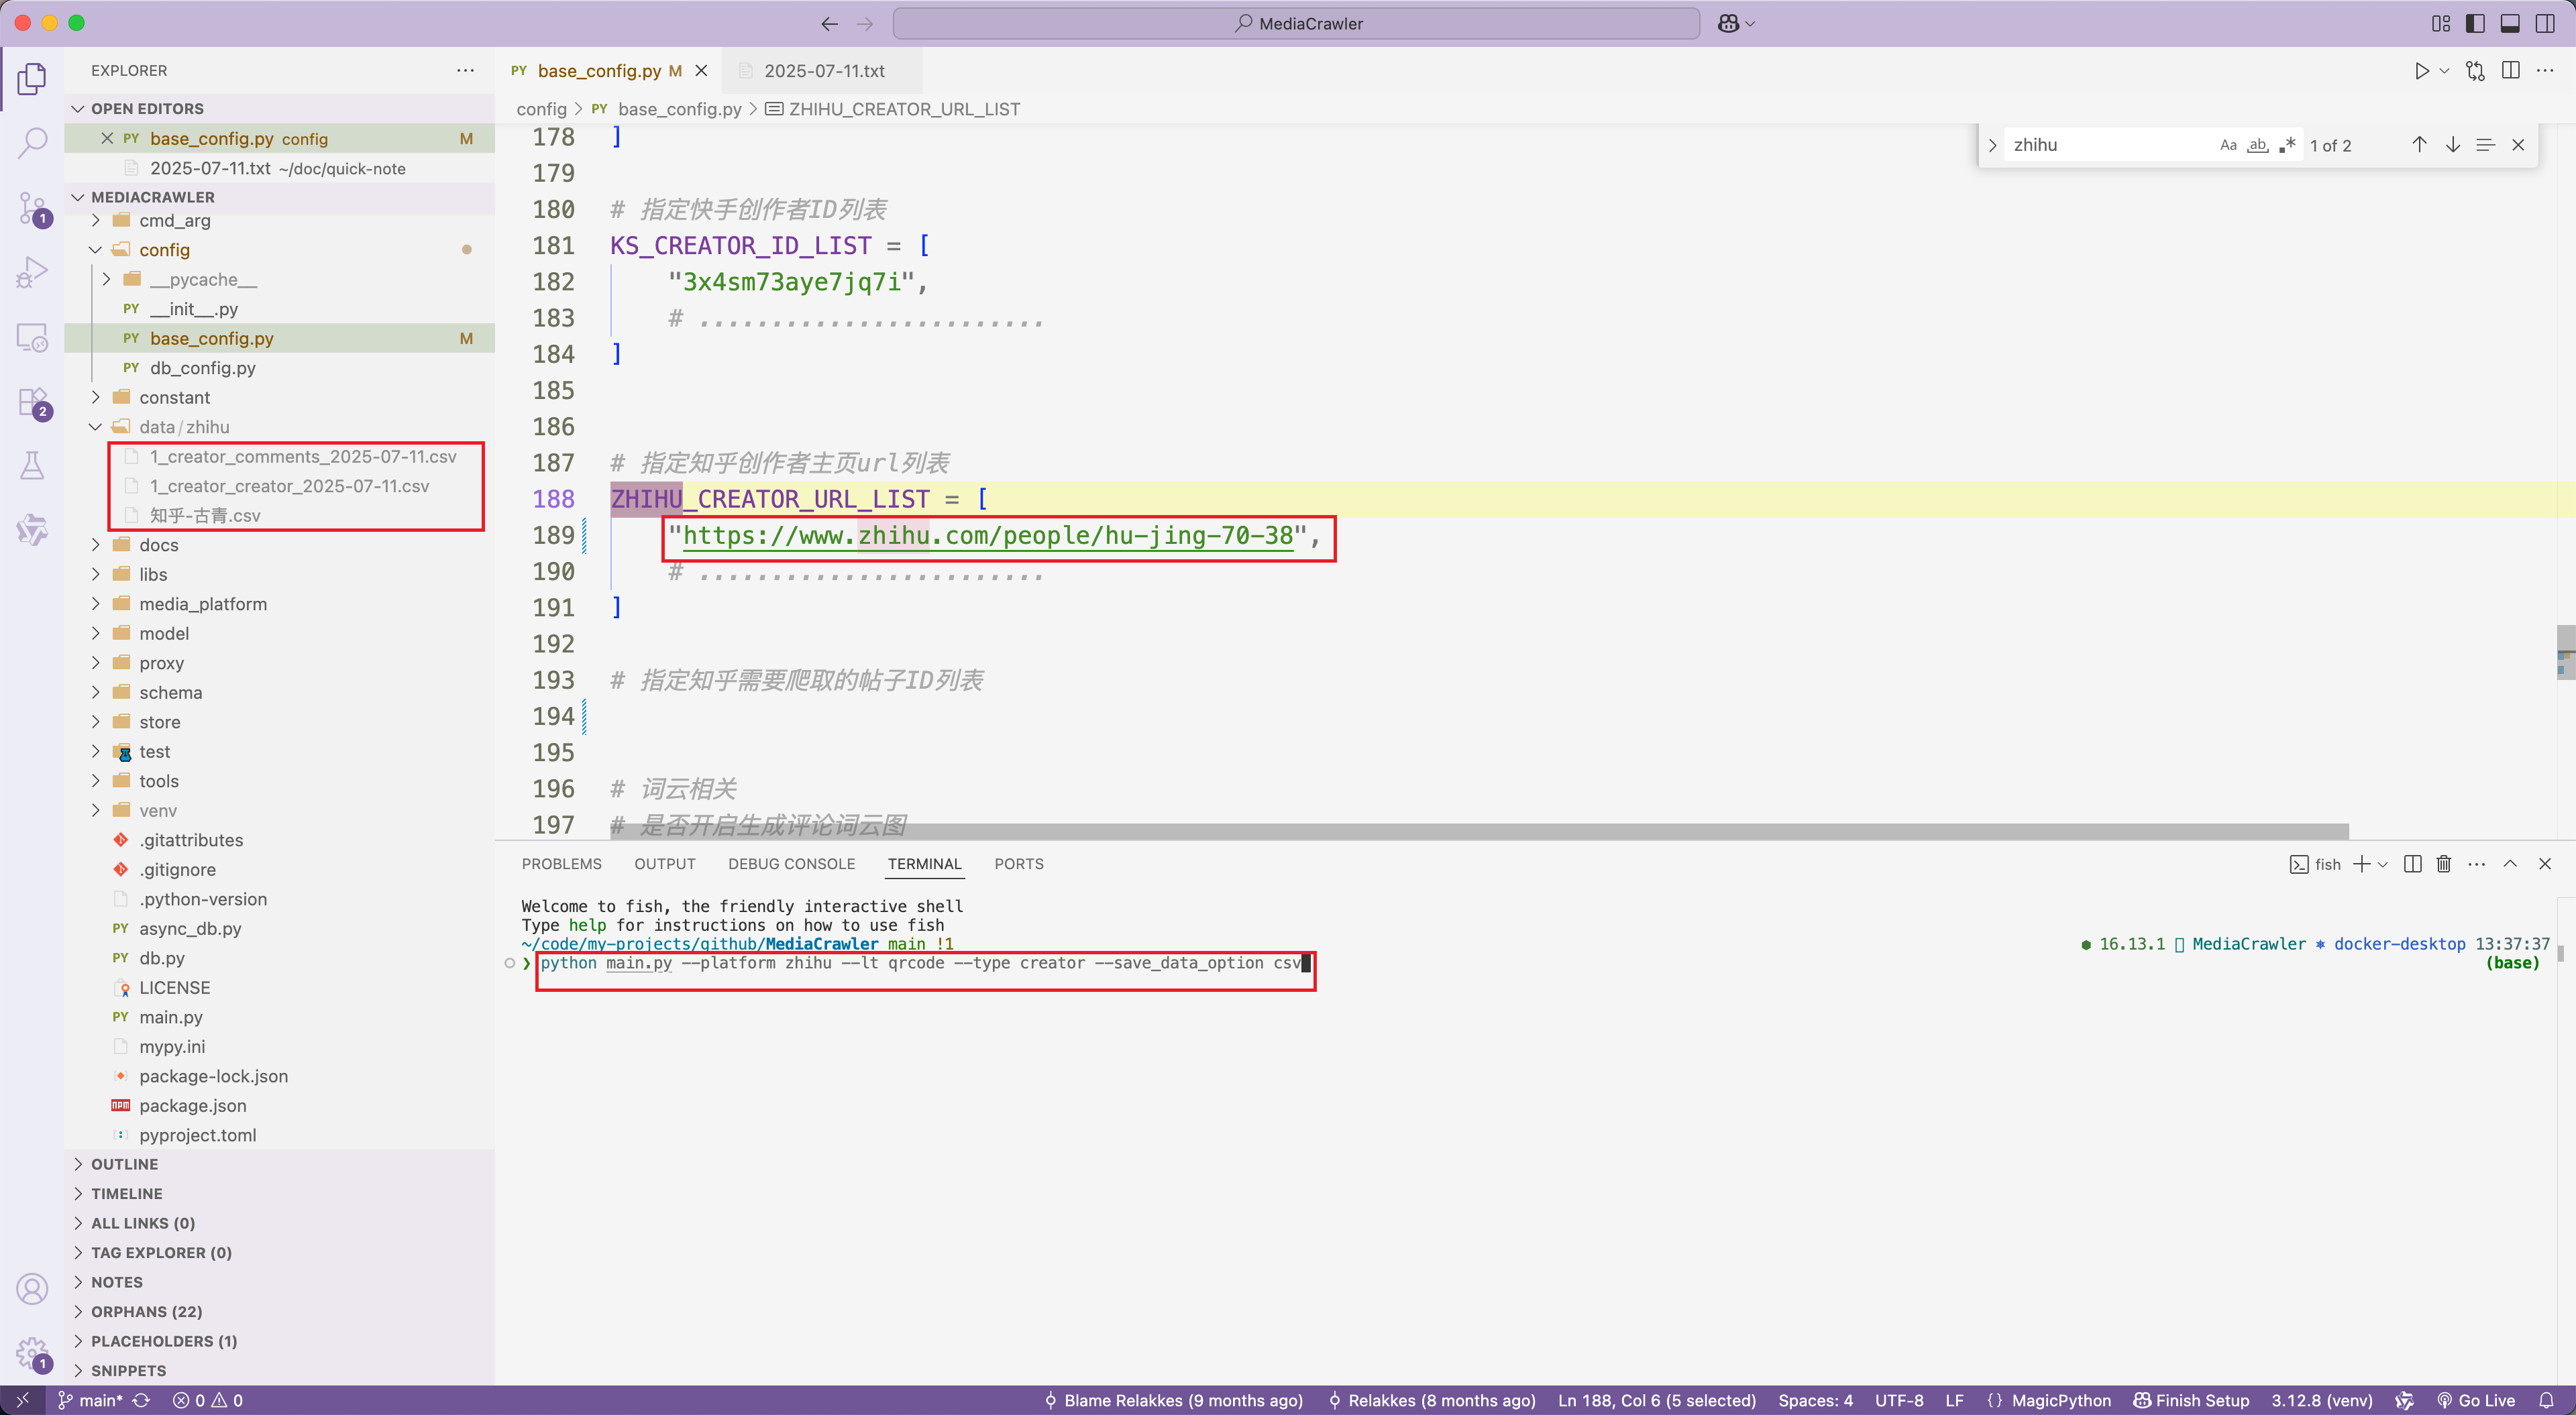 MediaCrawler
EXPLORER
OPEN EDITORS
base_config.py config M
2025-07-11.txt ~/doc/quick-note
MEDIACRAWLER
cmd_arg
config
__pycache__
__init__.py
base_config.py M
db_config.py
constant
data/zhihu
1_creator_comments_2025-07-11.csv
1_creator_creator_2025-07-11.csv
知乎-古青.csv
docs
libs
media_platform
model
proxy
schema
store
test
tools
venv
.gitattributes
.gitignore
.python-version
async_db.py
db.py
LICENSE
main.py
mypy.ini
package-lock.json
package.json
pyproject.toml
OUTLINE
TIMELINE
ALL LINKS (0)
TAG EXPLORER (0)
NOTES
ORPHANS (22)
PLACEHOLDERS (1)
SNIPPETS
1
2
1
PY base_config.py M
2025-07-11.txt
config > PY base_config.py > ZHIHU_CREATOR_URL_LIST
zhihu Aa ab .* 1 of 2
178 ]
179
180 # 指定快手创作者ID列表
181 KS_CREATOR_ID_LIST = [
182 "3x4sm73aye7jq7i",
183 # ........................
184 ]
185
186
187 # 指定知乎创作者主页url列表
188 ZHIHU_CREATOR_URL_LIST = [
189 "https://www.zhihu.com/people/hu-jing-70-38",
190 # ........................
191 ]
192
193 # 指定知乎需要爬取的帖子ID列表
194
195
196 # 词云相关
197 # 是否开启生成评论词云图
PROBLEMS OUTPUT DEBUG CONSOLE TERMINAL PORTS
fish
Welcome to fish, the friendly interactive shell
Type help for instructions on how to use fish
~/code/my-projects/github/MediaCrawler main !1
16.13.1 MediaCrawler ⎈ docker-desktop 13:37:37
❯ python main.py --platform zhihu --lt qrcode --type creator --save_data_option csv
(base)
main* 0 0
Blame Relakkes (9 months ago) Relakkes (8 months ago) Ln 188, Col 6 (5 selected) Spaces: 4 UTF-8 LF {} MagicPython Finish Setup 3.12.8 (venv) Go Live